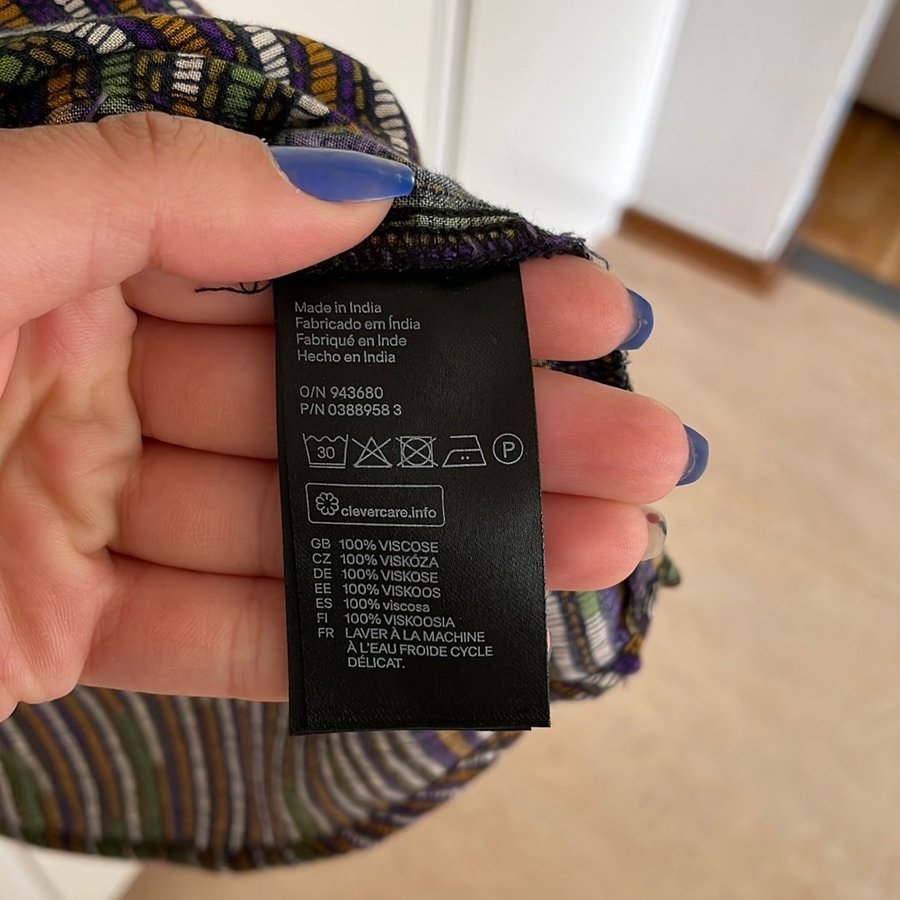 Made in India
Fabricado em Índia
Fabriqué en Inde
Hecho en India
O/N 943680
P/N 0388958 3
30 P
clevercare.info
GB 100% VISCOSE
CZ 100% VISKÓZA
DE 100% VISKOSE
EE 100% VISKOOS
ES 100% viscosa
FI 100% VISKOOSIA
FR LAVER À LA MACHINE
À L'EAU FROIDE CYCLE
DÉLICAT.